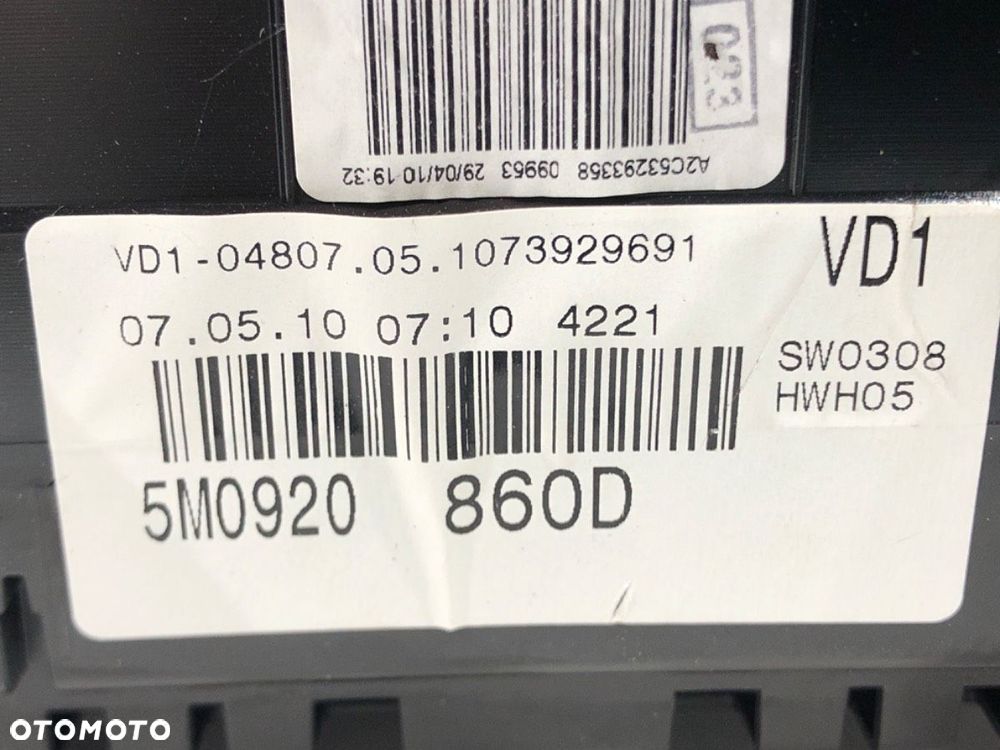 023
A2C53293358 09953 29/04/10 19:32
VD1-04807.05.1073929691
VD1
07.05.10 07:10 4221
SW0308
HWH05
5M0920 860D
OTOMOTO